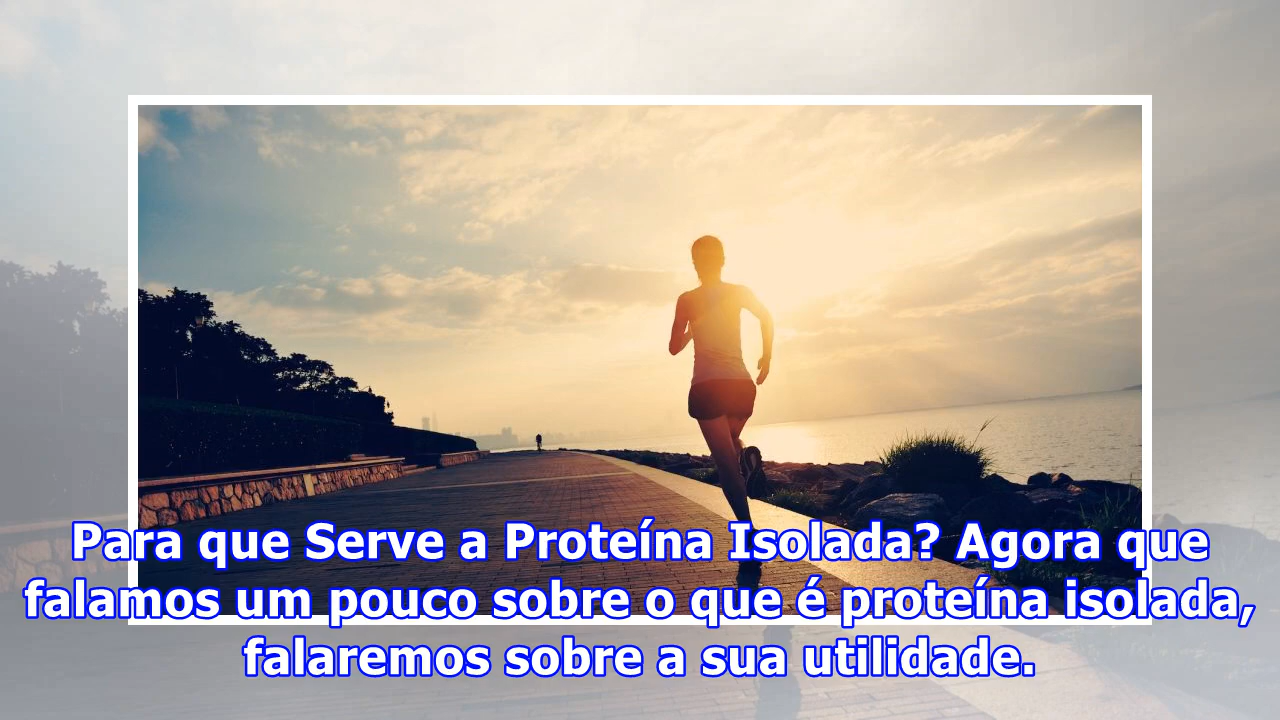 Para que Serve a Proteína Isolada? Agora que
falamos um pouco sobre o que é proteína isolada,
falaremos sobre a sua utilidade.